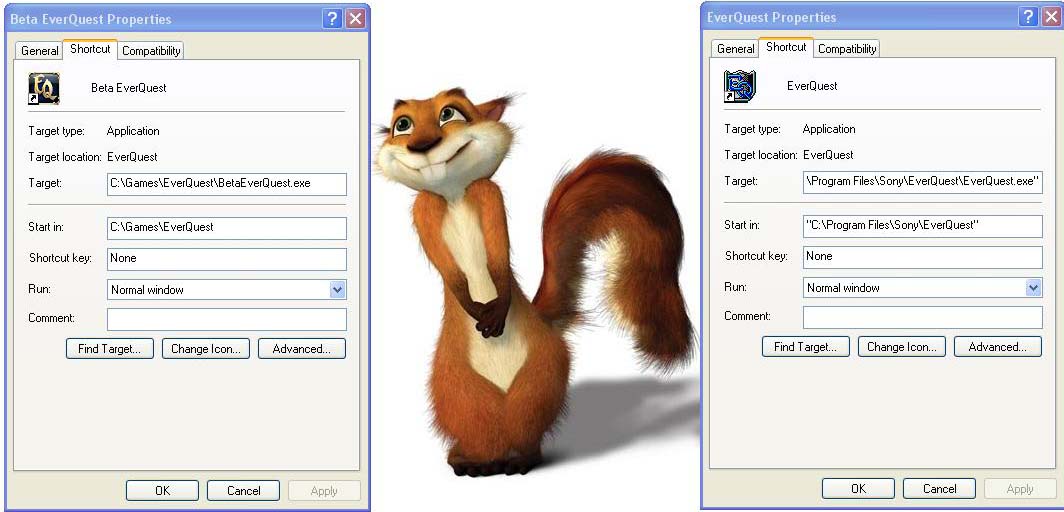 Beta EverQuest Properties
General Shortcut Compatibility
Beta EverQuest
Target type: Application
Target location: EverQuest
Target: C:\Games\EverQuest\BetaEverQuest.exe
Start in: C:\Games\EverQuest
Shortcut key: None
Run: Normal window
Comment:
Find Target... Change Icon... Advanced...
OK Cancel Apply
EverQuest Properties
General Shortcut Compatibility
EverQuest
Target type: Application
Target location: EverQuest
Target: \Program Files\Sony\EverQuest\EverQuest.exe"
Start in: "C:\Program Files\Sony\EverQuest"
Shortcut key: None
Run: Normal window
Comment:
Find Target... Change Icon... Advanced...
OK Cancel Apply